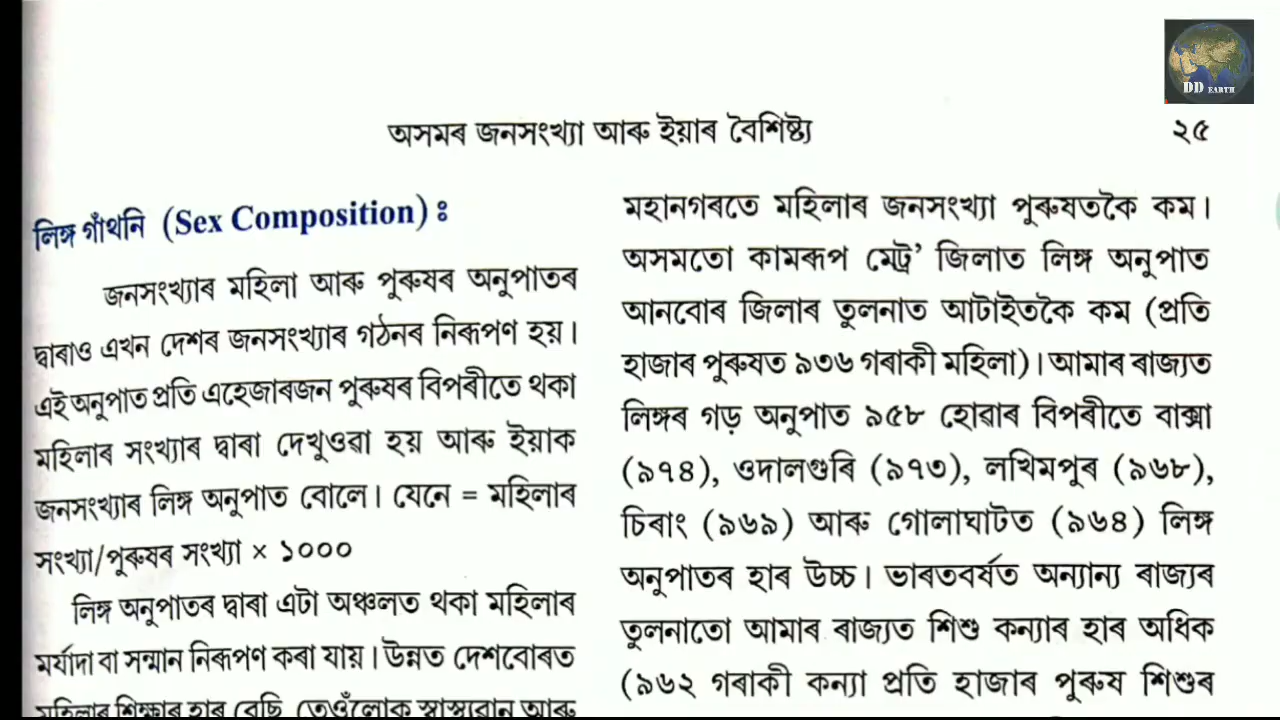 DD EARTH
অসমৰ জনসংখ্যা আৰু ইয়াৰ বৈশিষ্ট্য
২৫
লিঙ্গ গাঁথনি (Sex Composition) ঃ
জনসংখ্যাৰ মহিলা আৰু পুৰুষৰ অনুপাতৰ
দ্বাৰাও এখন দেশৰ জনসংখ্যাৰ গঠনৰ নিৰূপণ হয়।
এই অনুপাত প্ৰতি এহেজাৰজন পুৰুষৰ বিপৰীতে থকা
মহিলাৰ সংখ্যাৰ দ্বাৰা দেখুওৱা হয় আৰু ইয়াক
জনসংখ্যাৰ লিঙ্গ অনুপাত বোলে। যেনে = মহিলাৰ
সংখ্যা/পুৰুষৰ সংখ্যা × ১০০০
লিঙ্গ অনুপাতৰ দ্বাৰা এটা অঞ্চলত থকা মহিলাৰ
মৰ্যাদা বা সন্মান নিৰূপণ কৰা যায়। উন্নত দেশবোৰত
মহিলাৰ শিক্ষাৰ হাৰ বেছি, তেওঁলোক স্বাস্থ্যৱান আৰু
মহানগৰতে মহিলাৰ জনসংখ্যা পুৰুষতকৈ কম।
অসমতো কামৰূপ মেট্ৰ’ জিলাত লিঙ্গ অনুপাত
আনবোৰ জিলাৰ তুলনাত আটাইতকৈ কম (প্ৰতি
হাজাৰ পুৰুষত ৯৩৬ গৰাকী মহিলা)। আমাৰ ৰাজ্যত
লিঙ্গৰ গড় অনুপাত ৯৫৮ হোৱাৰ বিপৰীতে বাক্সা
(৯৭৪), ওদালগুৰি (৯৭৩), লখিমপুৰ (৯৬৮),
চিৰাং (৯৬৯) আৰু গোলাঘাটত (৯৬৪) লিঙ্গ
অনুপাতৰ হাৰ উচ্চ। ভাৰতবৰ্ষত অন্যান্য ৰাজ্যৰ
তুলনাতো আমাৰ ৰাজ্যত শিশু কন্যাৰ হাৰ অধিক
(৯৬২ গৰাকী কন্যা প্ৰতি হাজাৰ পুৰুষ শিশুৰ